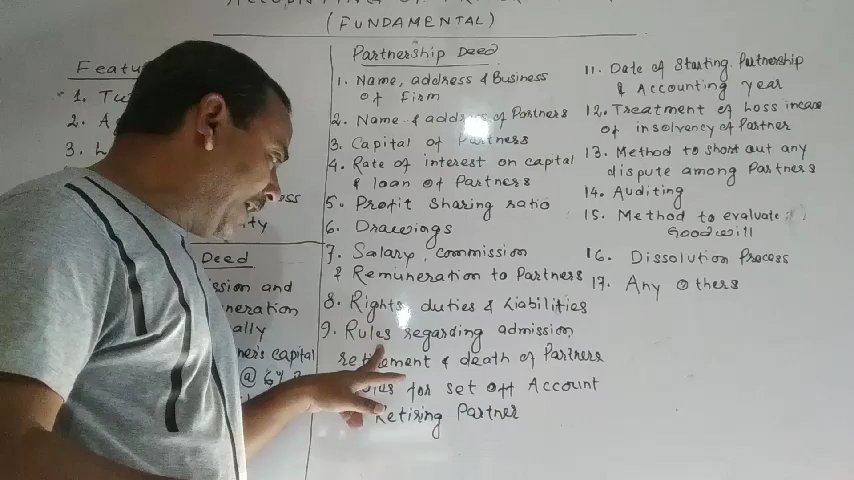 (FUNDAMENTAL)
1.
2.
3.
Deed
ission and
neration
ally
ner's capital
@ 6%
Partnership Deed
1. Name, address & Business
of firm
2. Name & address of Partners
3. Capital of Partness
4. Rate of interest on captal
& loan of Partness
5. Profit sharing ratio
6. Drawings
7. Salary, commission
& Remuneration to Partners
8. Rights, duties & liabilities
9. Rules regarding admission,
retirement & death of Partners
for set off Account
Retiring Partner
11. Date of starting Partnership
& Accounting year
12. Treatment of Loss incase
of insolvency of Partner
13. Method to short out any
dispute among Partners
14. Auditing
15. Method to evaluate
Goodwill
16. Dissolution Process
17. Any others